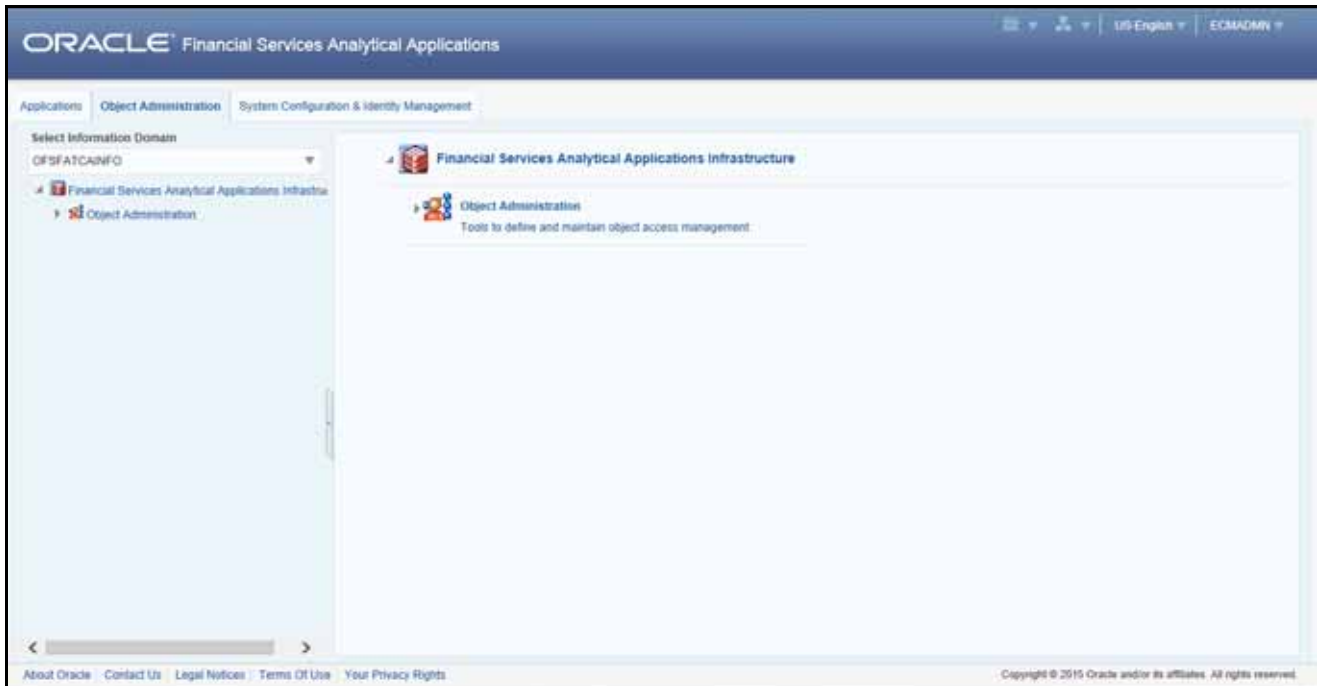 ORACLE Financial Services Analytical Applications
US-English
ECMADMN
Applications
Object Administration
System Configuration & Identity Management
Select Information Domain
OFSFATCAINFO
Financial Services Analytical Applications Infrastru
Object Administration
Financial Services Analytical Applications Infrastructure
Object Administration
Tools to define and maintain object access management
About Oracle
Contact Us
Legal Notices
Terms Of Use
Your Privacy Rights
Copyright © 2015 Oracle and/or its affiliates. All rights reserved.